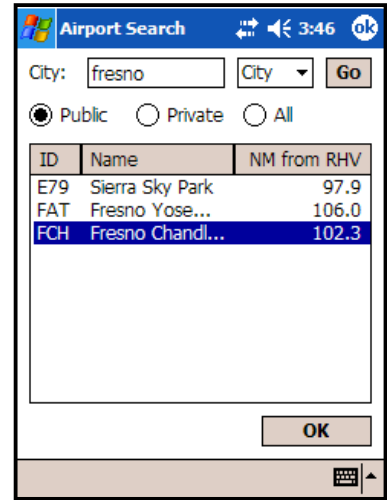 Airport Search 3:46 ok
City: fresno City Go
Public Private All
ID Name NM from RHV
E79 Sierra Sky Park 97.9
FAT Fresno Yose... 106.0
FCH Fresno Chandl... 102.3
OK